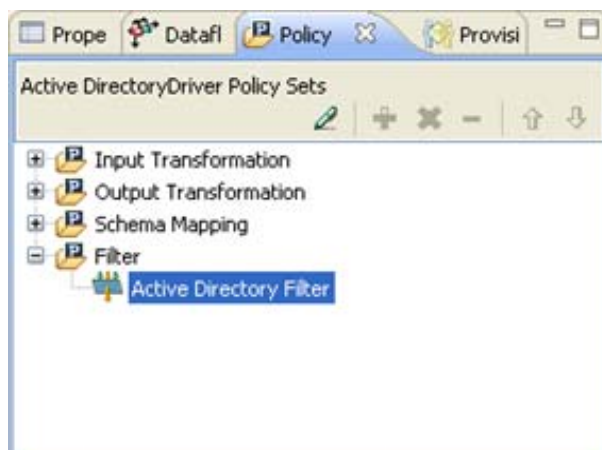 Prope Datafl Policy Provisi
Active DirectoryDriver Policy Sets
Input Transformation
Output Transformation
Schema Mapping
Filter
Active Directory Filter